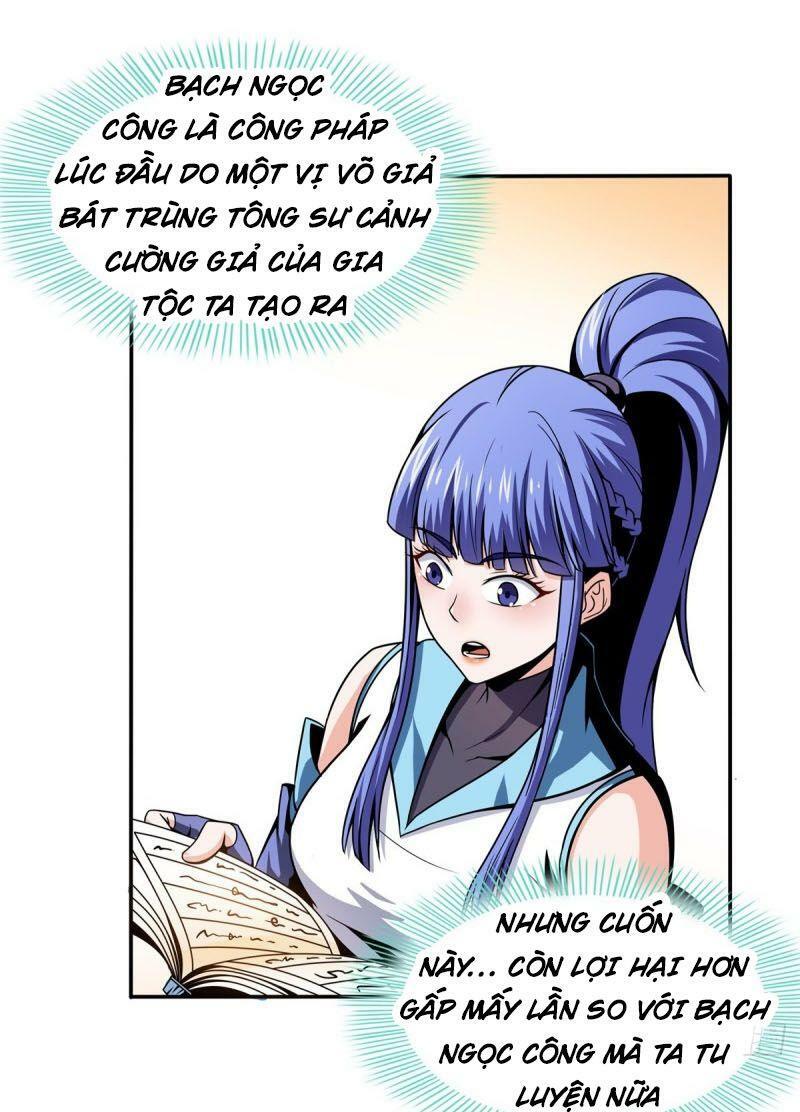 BẠCH NGỌC
CÔNG LÀ CÔNG PHÁP
LÚC ĐẦU DO MỘT VỊ VÕ GIẢ
BÁT TRÙNG TÔNG SƯ CẢNH
CƯỜNG GIẢ CỦA GIA
TỘC TA TẠO RA
NHƯNG CUỐN
NÀY... CÒN LỢI HẠI HƠN
GẤP MẤY LẦN SO VỚI BẠCH
NGỌC CÔNG MÀ TA TU
LUYỆN NỮA